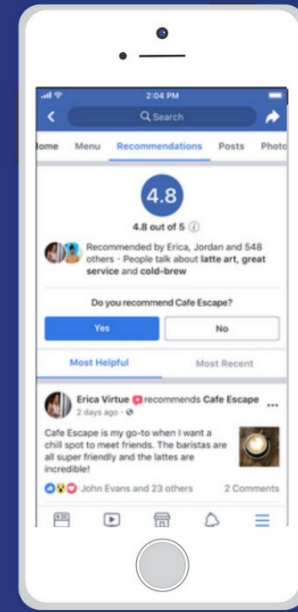 2:04 PM
Search
Home Menu Recommendations Posts Photo
4.8
4.8 out of 5
Recommended by Erica, Jordan and 548
others · People talk about latte art, great
service and cold-brew
Do you recommend Cafe Escape?
Yes No
Most Helpful Most Recent
Erica Virtue recommends Cafe Escape
2 days ago
Cafe Escape is my go-to when I want a
chill spot to meet friends. The baristas are
all super friendly and the lattes are
incredible!
John Evans and 23 others 2 Comments